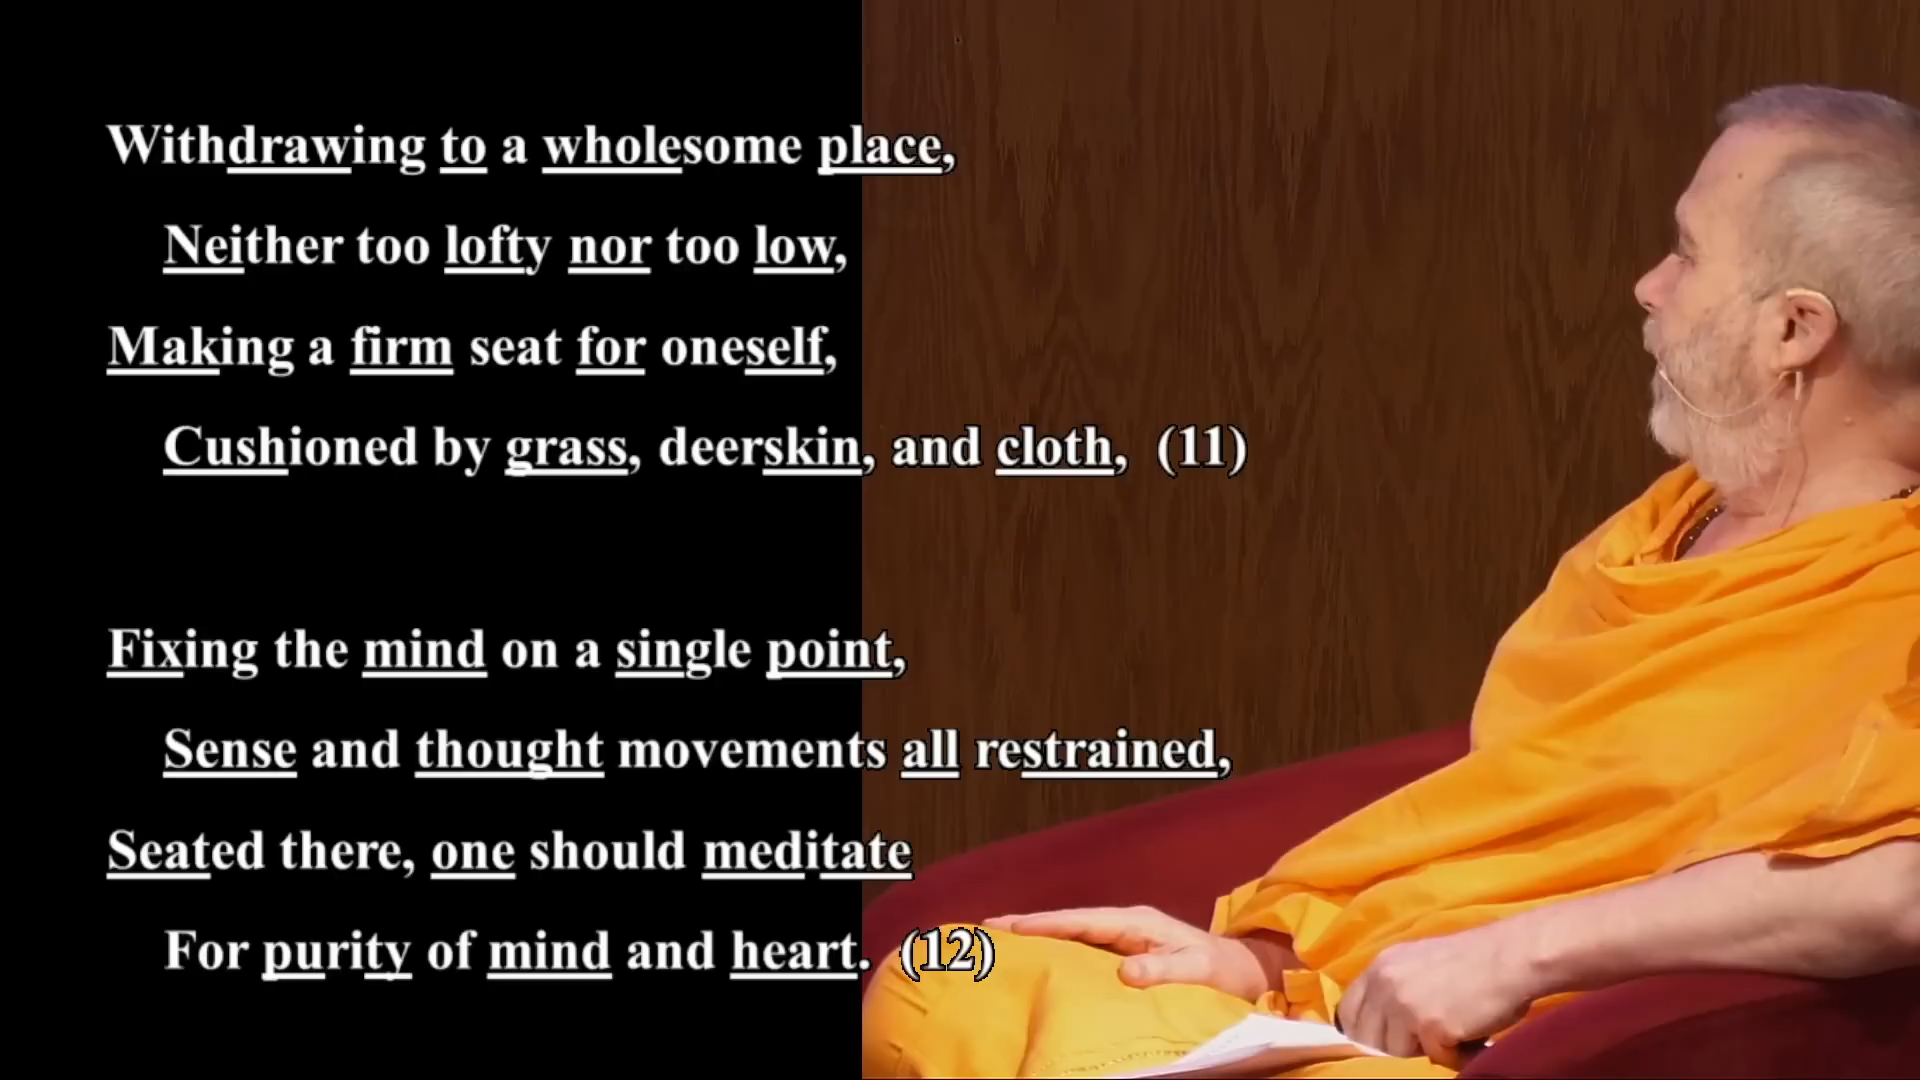 Withdrawing to a wholesome place,
Neither too lofty nor too low,
Making a firm seat for oneself,
Cushioned by grass, deerskin, and cloth, (11)
Fixing the mind on a single point,
Sense and thought movements all restrained,
Seated there, one should meditate
For purity of mind and heart. (12)